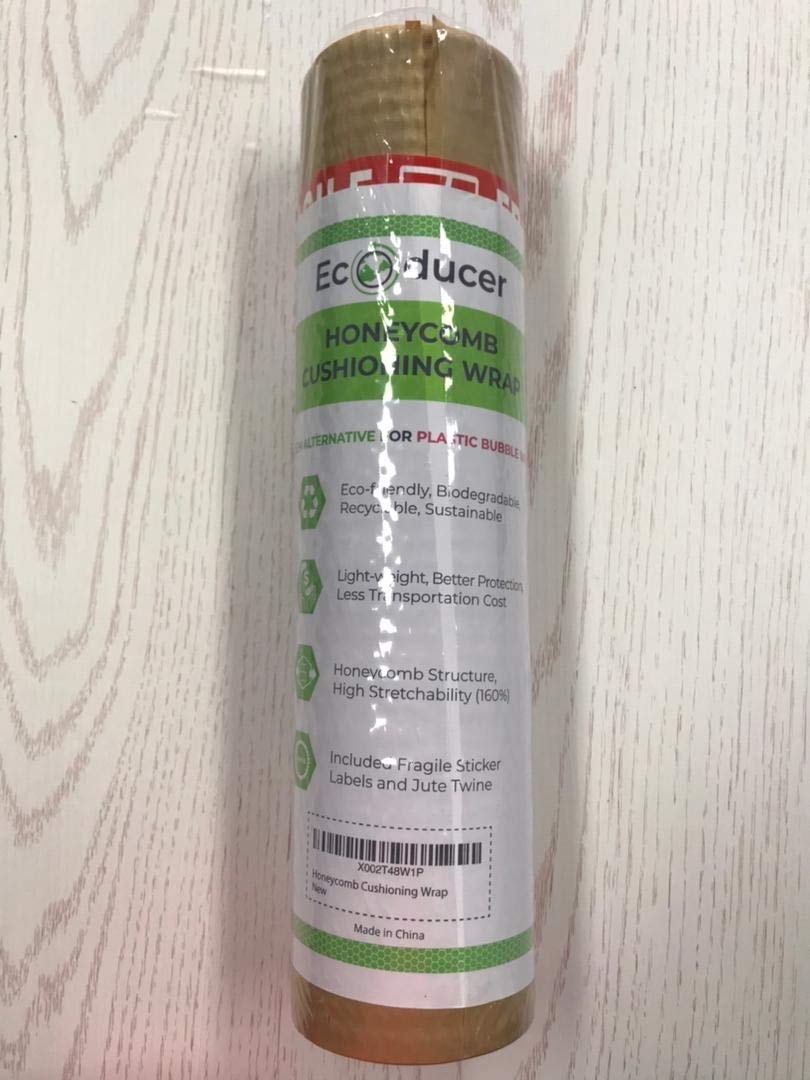 Ecoducer
HONEYCOMB
CUSHIONING WRAP
ALTERNATIVE FOR PLASTIC BUBBLE
Eco-friendly, Biodegradable,
Recyclable, Sustainable
Light-weight, Better Protection,
Less Transportation Cost
Honeycomb Structure,
High Stretchability (160%)
Included Fragile Sticker
Labels and Jute Twine
X002T48W1P
Honeycomb Cushioning Wrap
New
Made in China